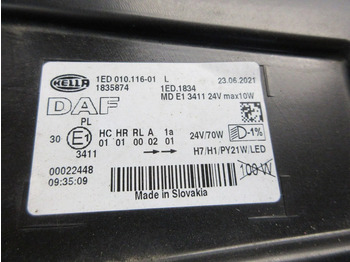 HELLA
1ED 010.116-01 L
23.06.2021
1835874
1ED.1834
DAF
MD E1 3411 24V max10W
PL
30 E1
HC HR RL A 1a
01 01 00 02 01
3411
24V/70W
-1%
00022448
09:35:09
H7/H1/PY21W/LED
100 W
Made in Slovakia